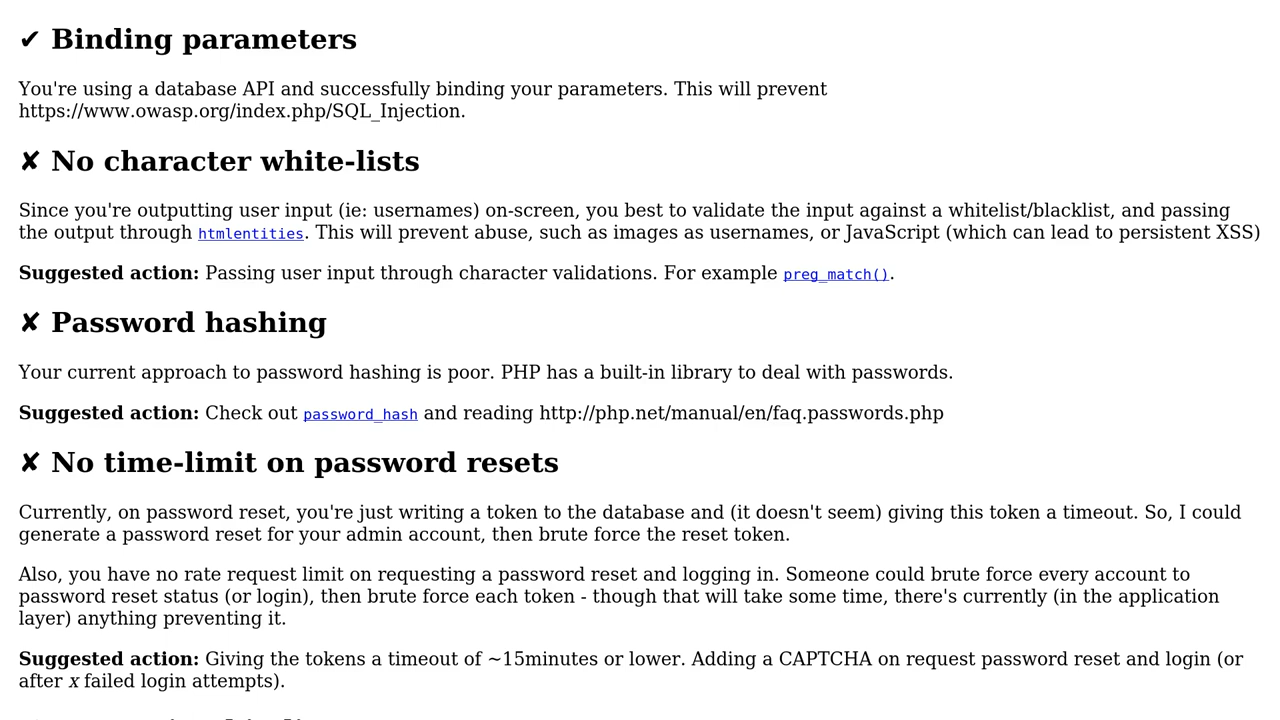 ✔ Binding parameters
You're using a database API and successfully binding your parameters. This will prevent
https://www.owasp.org/index.php/SQL_Injection.
✘ No character white-lists
Since you're outputting user input (ie: usernames) on-screen, you best to validate the input against a whitelist/blacklist, and passing
the output through htmlentities. This will prevent abuse, such as images as usernames, or JavaScript (which can lead to persistent XSS)
Suggested action: Passing user input through character validations. For example preg_match().
✘ Password hashing
Your current approach to password hashing is poor. PHP has a built-in library to deal with passwords.
Suggested action: Check out password_hash and reading http://php.net/manual/en/faq.passwords.php
✘ No time-limit on password resets
Currently, on password reset, you're just writing a token to the database and (it doesn't seem) giving this token a timeout. So, I could
generate a password reset for your admin account, then brute force the reset token.
Also, you have no rate request limit on requesting a password reset and logging in. Someone could brute force every account to
password reset status (or login), then brute force each token - though that will take some time, there's currently (in the application
layer) anything preventing it.
Suggested action: Giving the tokens a timeout of ~15minutes or lower. Adding a CAPTCHA on request password reset and login (or
after x failed login attempts).